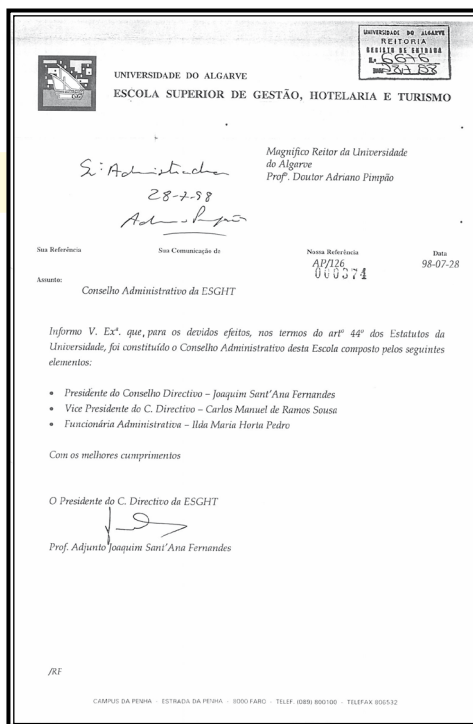 UNIVERSIDADE DO ALGARVE
REITORIA
REGISTO DE ENTRADA
N.º 6676
UNIVERSIDADE DO ALGARVE
ESCOLA SUPERIOR DE GESTÃO, HOTELARIA E TURISMO
Magnífico Reitor da Universidade
do Algarve
Profº. Doutor Adriano Pimpão
Sr. Administrador
28-7-98
Adriano Pimpão
Sua Referência Sua Comunicação de Nossa Referência Data
AP/126 98-07-28
000374
Assunto:
Conselho Administrativo da ESGHT
Informo V. Exª. que, para os devidos efeitos, nos termos do artº 44º dos Estatutos da
Universidade, foi constituído o Conselho Administrativo desta Escola composto pelos seguintes
elementos:
• Presidente do Conselho Directivo – Joaquim Sant'Ana Fernandes
• Vice Presidente do C. Directivo – Carlos Manuel de Ramos Sousa
• Funcionária Administrativa – Ilda Maria Horta Pedro
Com os melhores cumprimentos
O Presidente do C. Directivo da ESGHT
Prof. Adjunto Joaquim Sant'Ana Fernandes
/RF
CAMPUS DA PENHA - ESTRADA DA PENHA - 8000 FARO - TELEF. (089) 800100 - TELEFAX 806532